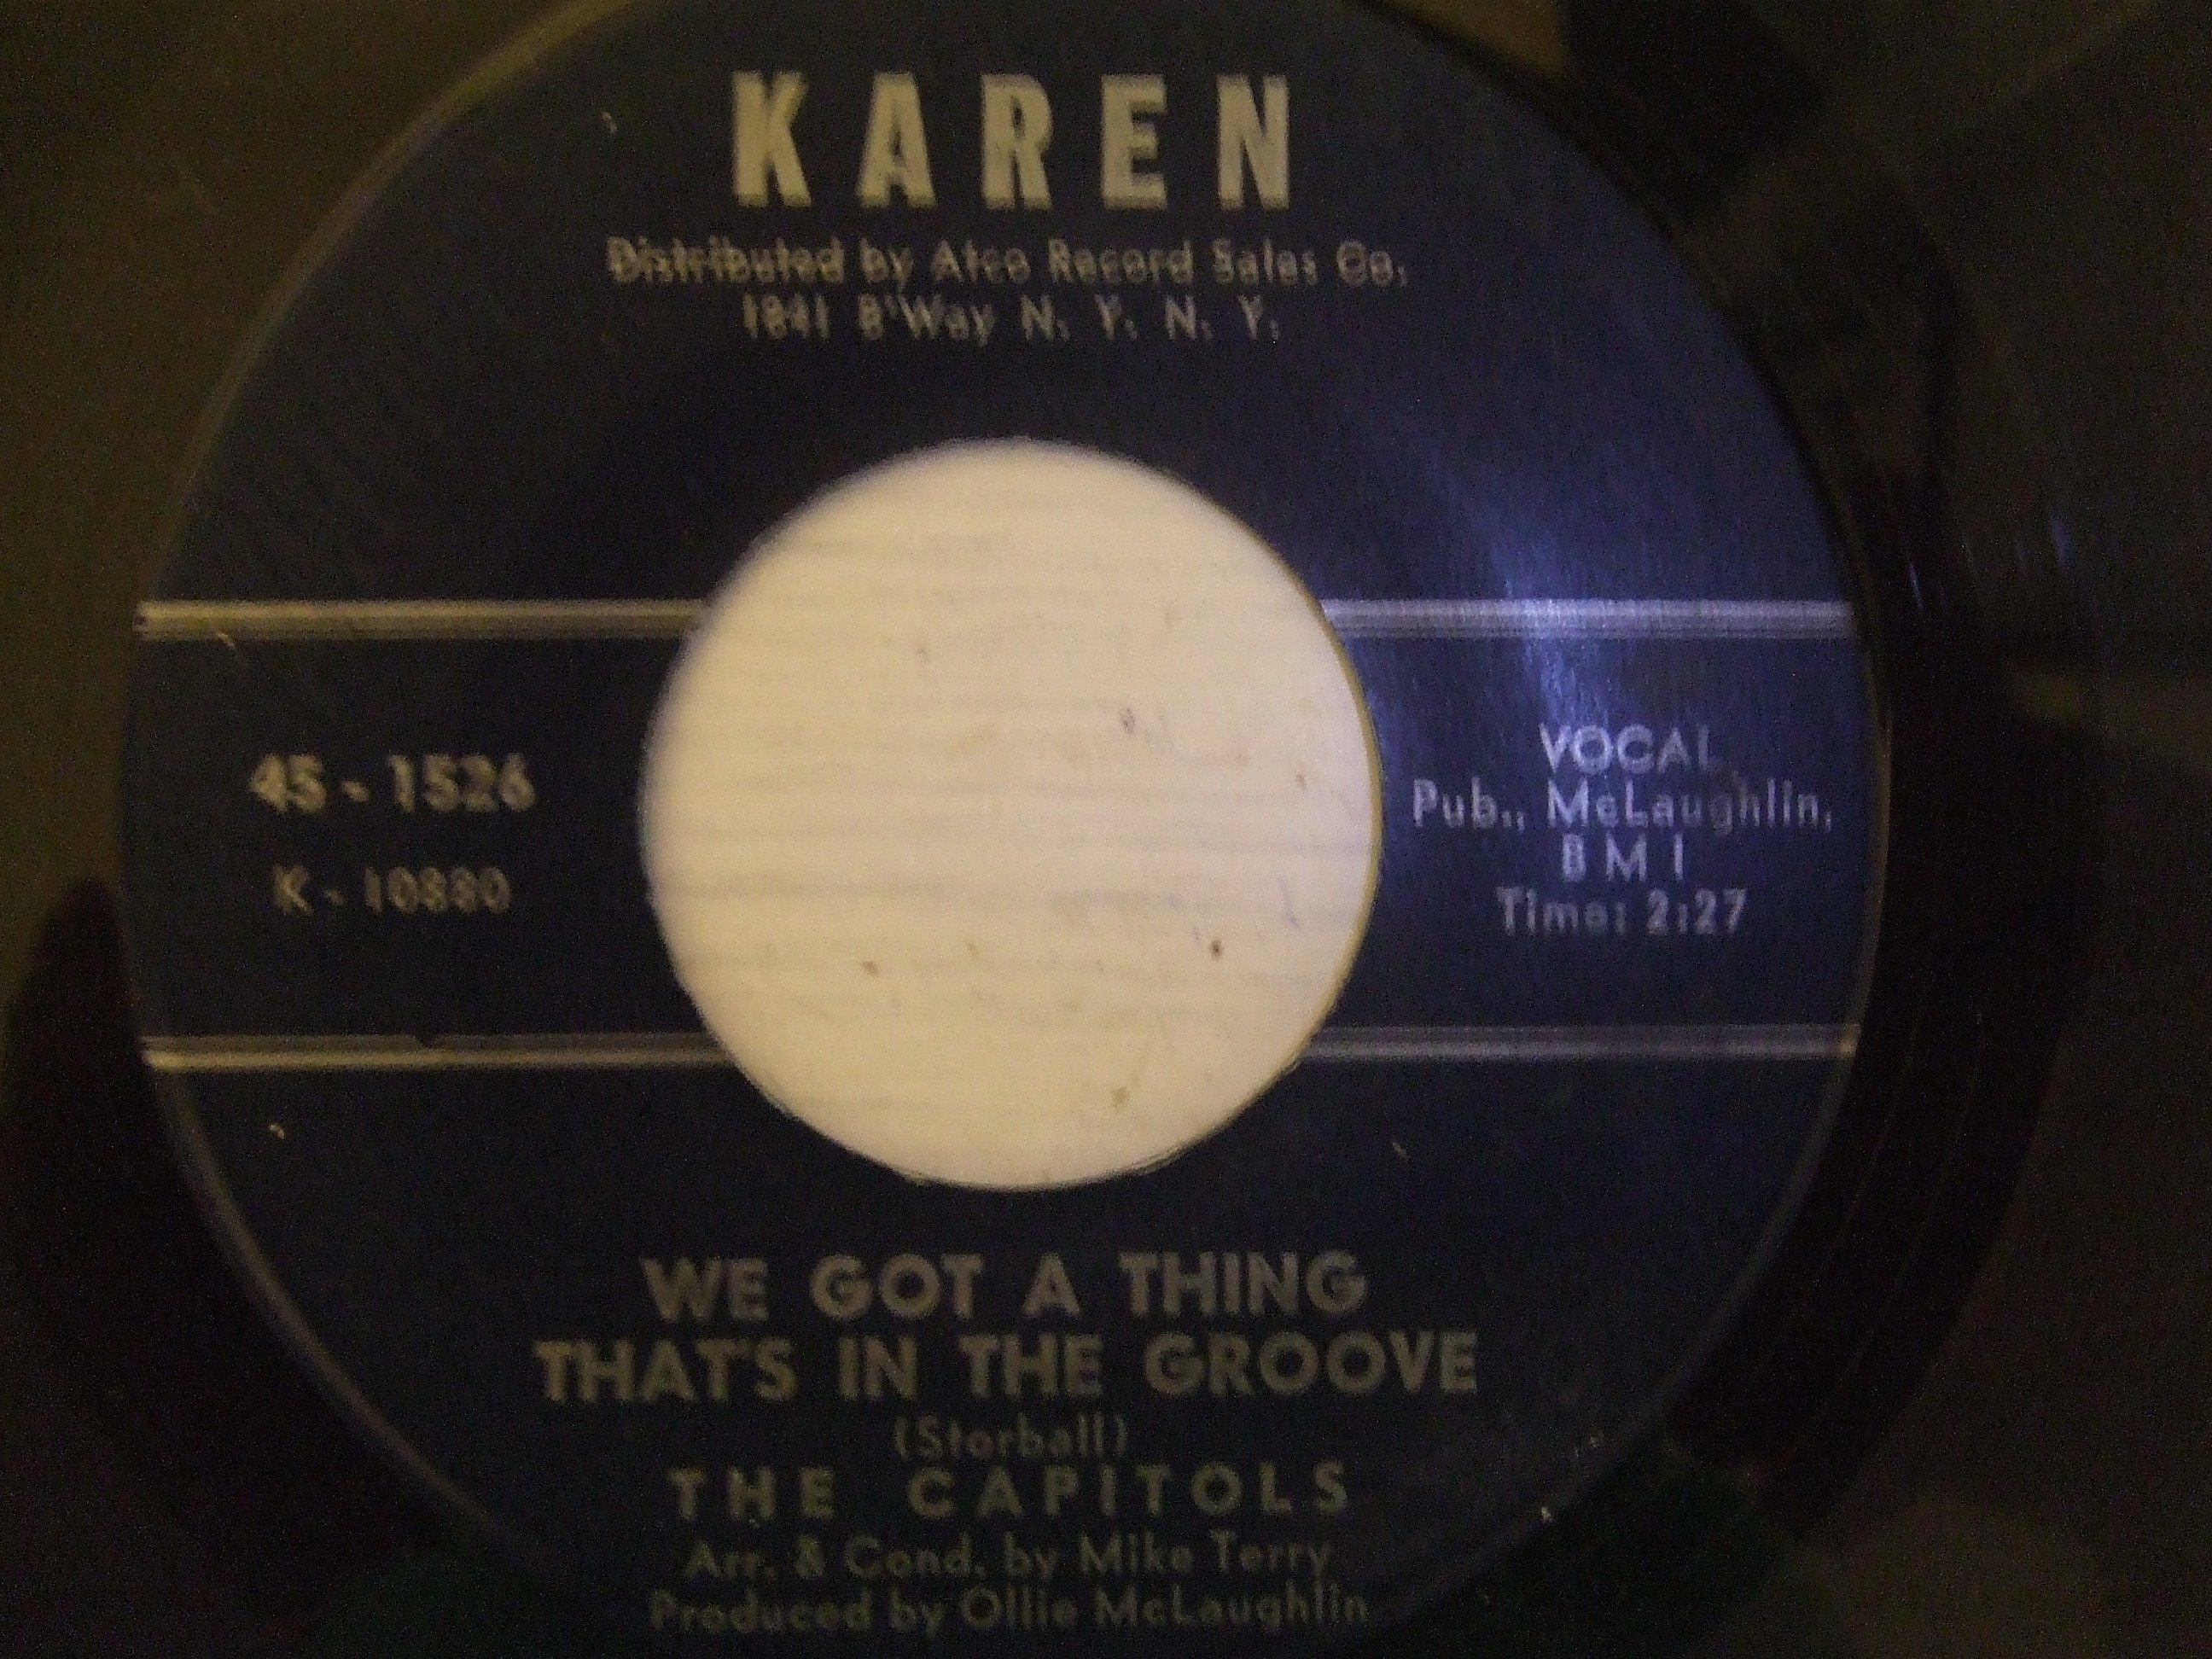 KAREN
Distributed by Atco Record Sales Co.
1841 B'Way N. Y. N. Y.
45 - 1526
K - 10880
VOCAL
Pub., McLaughlin,
BMI
Time: 2:27
WE GOT A THING
THAT'S IN THE GROOVE
(Storball)
THE CAPITOLS
Arr. & Cond. by Mike Terry
Produced by Ollie McLaughlin